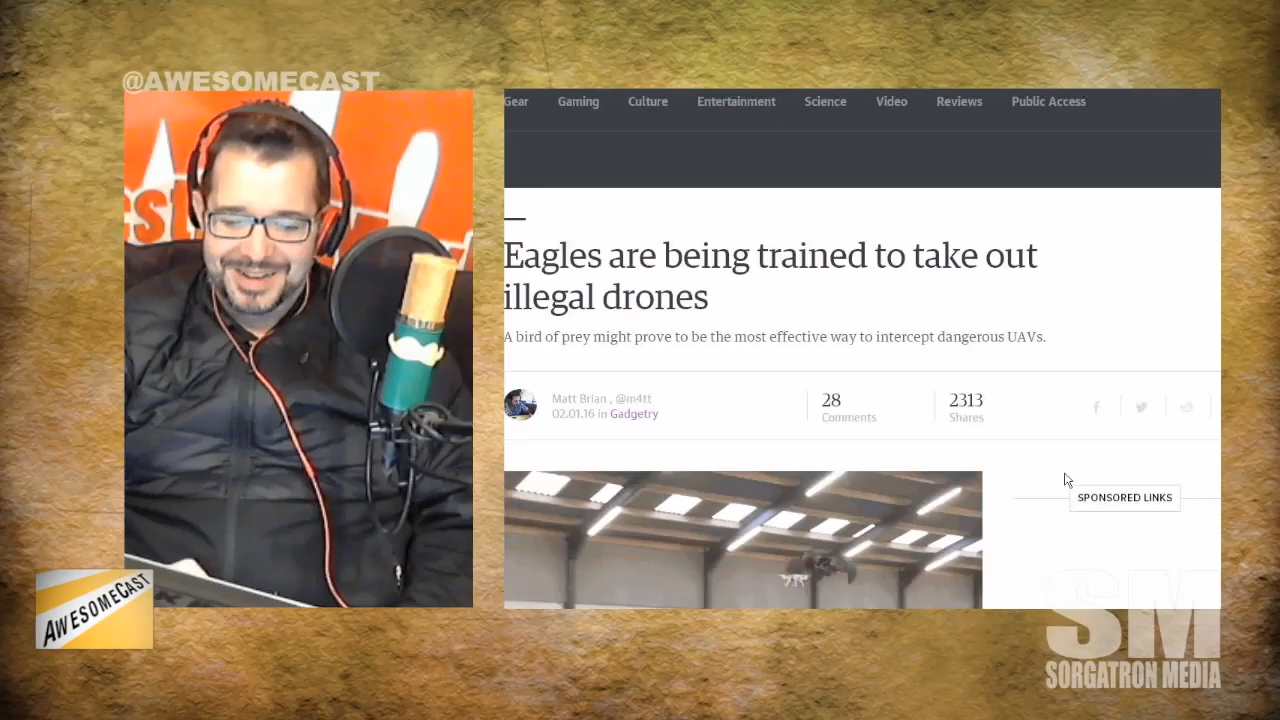 @AWESOMECAST
Gear Gaming Culture Entertainment Science Video Reviews Public Access
Eagles are being trained to take out
illegal drones
A bird of prey might prove to be the most effective way to intercept dangerous UAVs.
Matt Brian , @m4tt
02.01.16 in Gadgetry
28
Comments
2313
Shares
SPONSORED LINKS
AWESOMECAST
SM
SORGATRON MEDIA